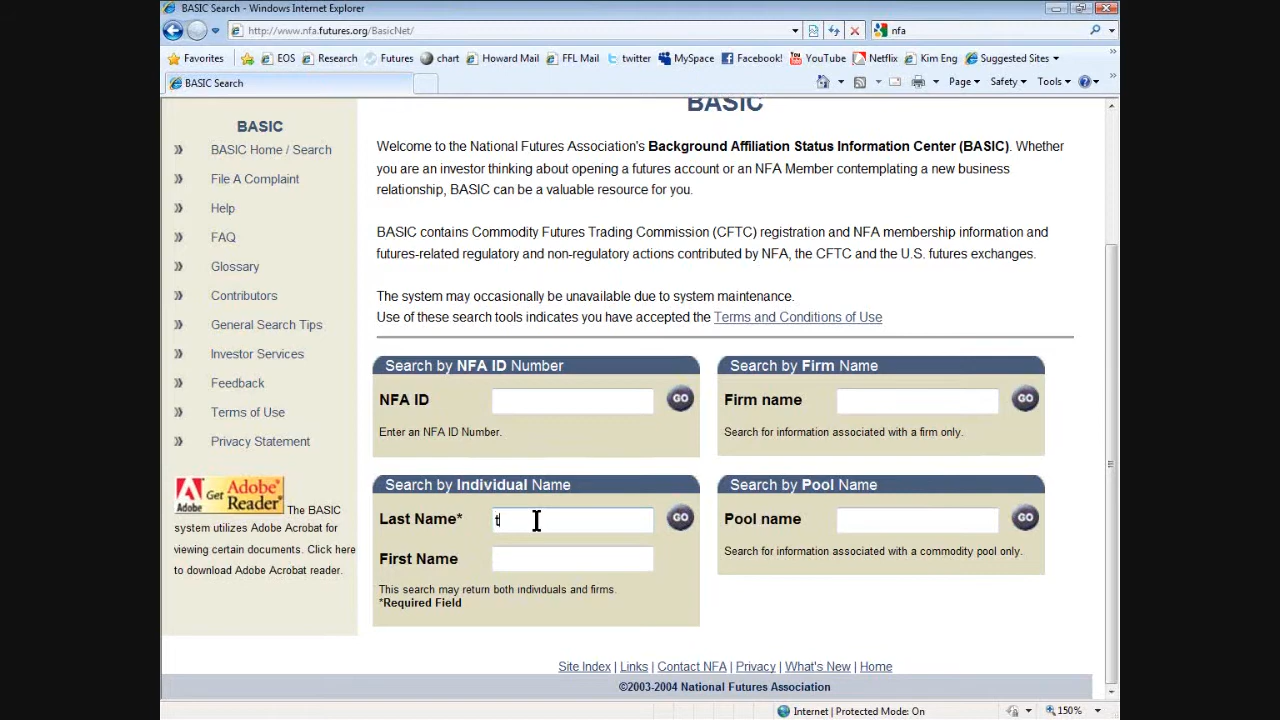 BASIC Search - Windows Internet Explorer
http://www.nfa.futures.org/BasicNet/
nfa
Favorites EOS Research Futures chart Howard Mail FFL Mail twitter MySpace Facebook! YouTube Netflix Kim Eng Suggested Sites
BASIC Search
Page Safety Tools
BASIC
BASIC Home / Search
File A Complaint
Help
FAQ
Glossary
Contributors
General Search Tips
Investor Services
Feedback
Terms of Use
Privacy Statement
Adobe Get Adobe Reader The BASIC
system utilizes Adobe Acrobat for
viewing certain documents. Click here
to download Adobe Acrobat reader.
BASIC
Welcome to the National Futures Association's Background Affiliation Status Information Center (BASIC). Whether
you are an investor thinking about opening a futures account or an NFA Member contemplating a new business
relationship, BASIC can be a valuable resource for you.
BASIC contains Commodity Futures Trading Commission (CFTC) registration and NFA membership information and
futures-related regulatory and non-regulatory actions contributed by NFA, the CFTC and the U.S. futures exchanges.
The system may occasionally be unavailable due to system maintenance.
Use of these search tools indicates you have accepted the Terms and Conditions of Use
Search by NFA ID Number
NFA ID GO
Enter an NFA ID Number.
Search by Firm Name
Firm name GO
Search for information associated with a firm only.
Search by Individual Name
Last Name* t GO
First Name
This search may return both individuals and firms.
*Required Field
Search by Pool Name
Pool name GO
Search for information associated with a commodity pool only.
Site Index | Links | Contact NFA | Privacy | What's New | Home
©2003-2004 National Futures Association
Internet | Protected Mode: On 150%